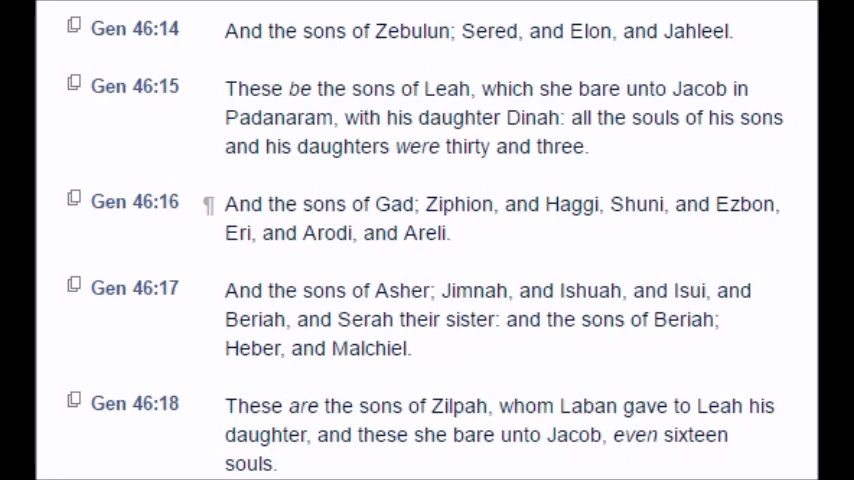 Gen 46:14 And the sons of Zebulun; Sered, and Elon, and Jahleel.
Gen 46:15 These be the sons of Leah, which she bare unto Jacob in
Padanaram, with his daughter Dinah: all the souls of his sons
and his daughters were thirty and three.
Gen 46:16 ¶ And the sons of Gad; Ziphion, and Haggi, Shuni, and Ezbon,
Eri, and Arodi, and Areli.
Gen 46:17 And the sons of Asher; Jimnah, and Ishuah, and Isui, and
Beriah, and Serah their sister: and the sons of Beriah;
Heber, and Malchiel.
Gen 46:18 These are the sons of Zilpah, whom Laban gave to Leah his
daughter, and these she bare unto Jacob, even sixteen
souls.